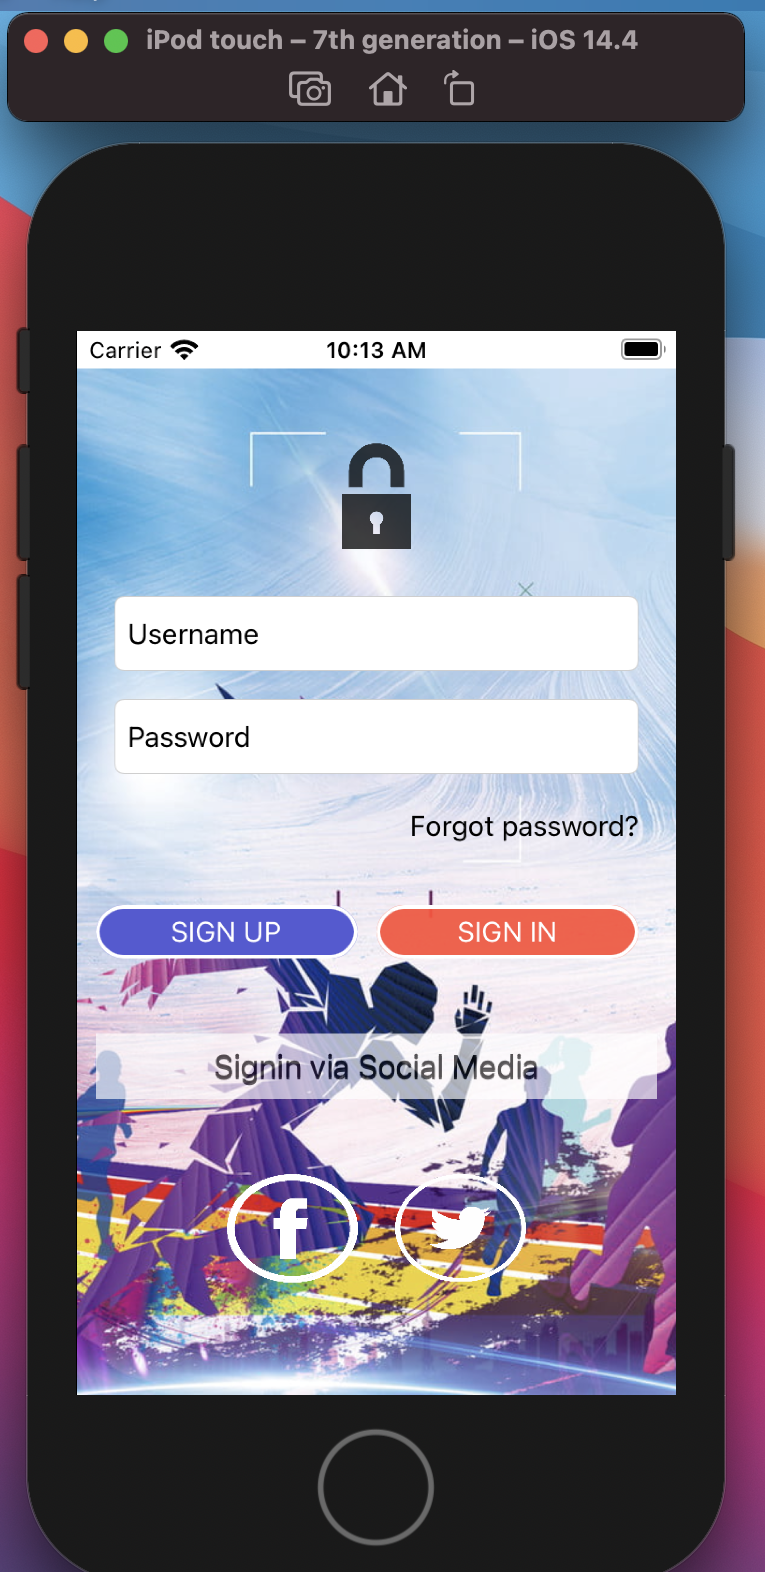 iPod touch – 7th generation – iOS 14.4
Carrier 10:13 AM
Username
Password
Forgot password?
SIGN UP SIGN IN
Signin via Social Media